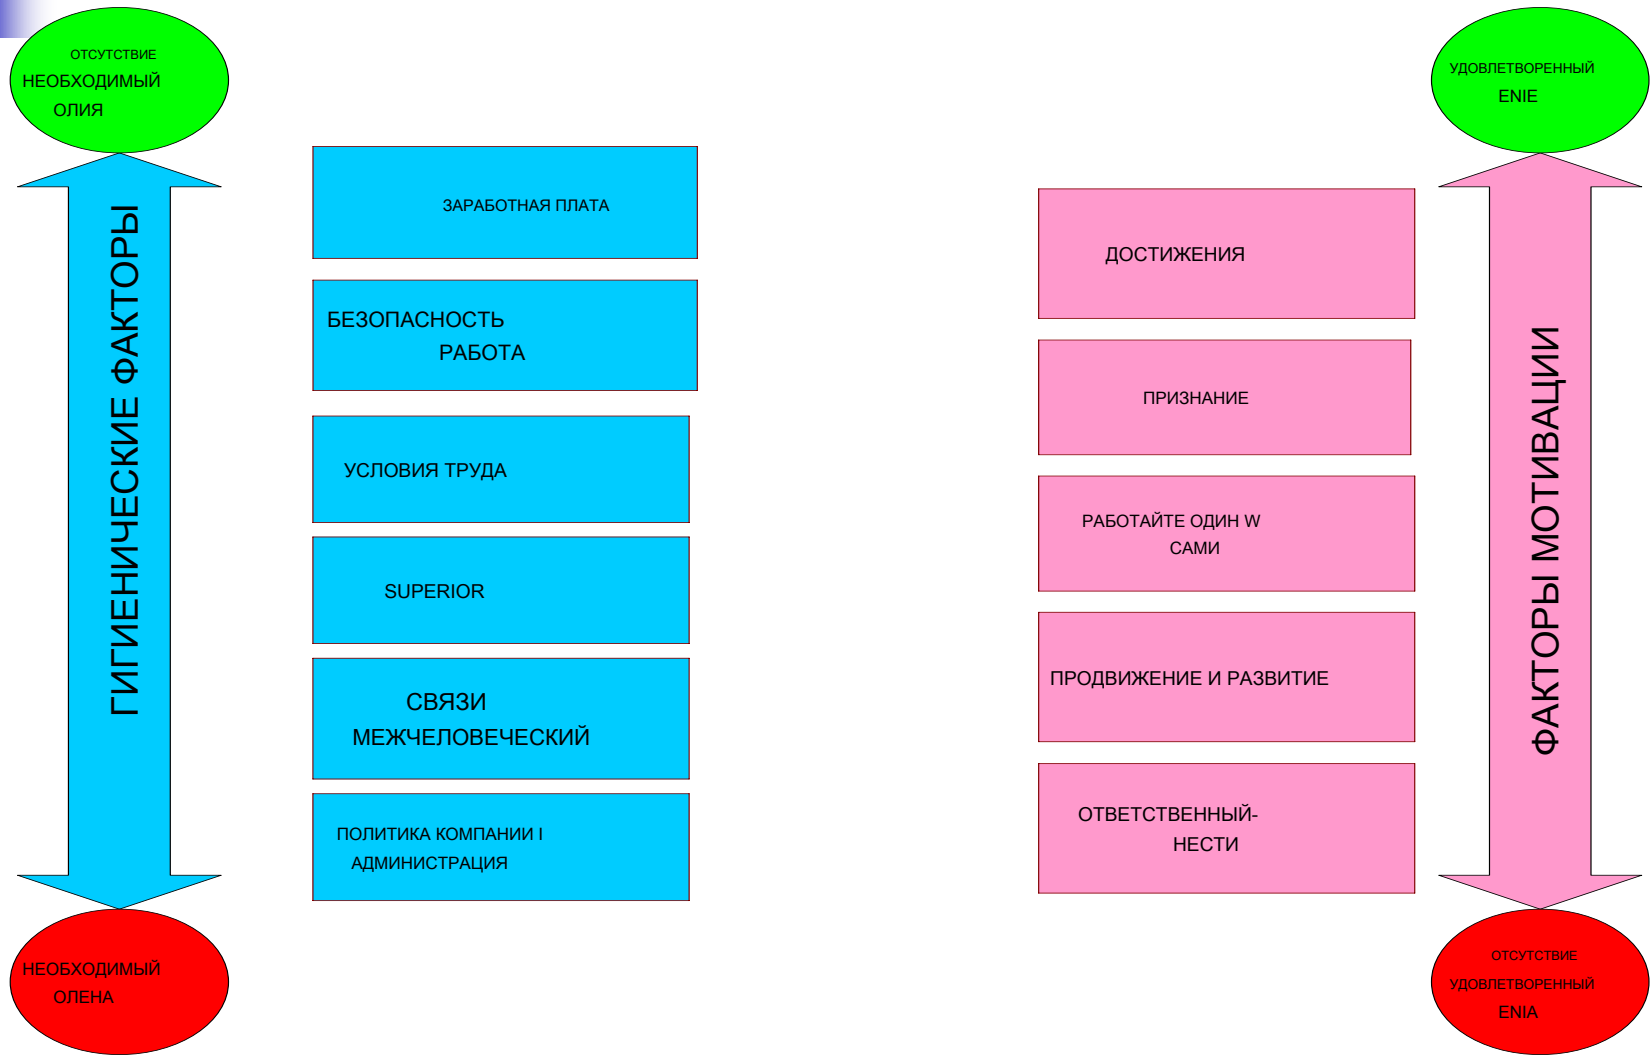 ОТСУТСТВИЕ
НЕОБХОДИМЫЙ
ОЛИЯ
ГИГИЕНИЧЕСКИЕ ФАКТОРЫ
НЕОБХОДИМЫЙ
ОЛЕНА
ЗАРАБОТНАЯ ПЛАТА
БЕЗОПАСНОСТЬ
РАБОТА
УСЛОВИЯ ТРУДА
SUPERIOR
СВЯЗИ
МЕЖЧЕЛОВЕЧЕСКИЙ
ПОЛИТИКА КОМПАНИИ I
АДМИНИСТРАЦИЯ
ДОСТИЖЕНИЯ
ПРИЗНАНИЕ
РАБОТАЙТЕ ОДИН W
САМИ
ПРОДВИЖЕНИЕ И РАЗВИТИЕ
ОТВЕТСТВЕННЫЙ-
НЕСТИ
УДОВЛЕТВОРЕННЫЙ
ENIE
ФАКТОРЫ МОТИВАЦИИ
ОТСУТСТВИЕ
УДОВЛЕТВОРЕННЫЙ
ENIA